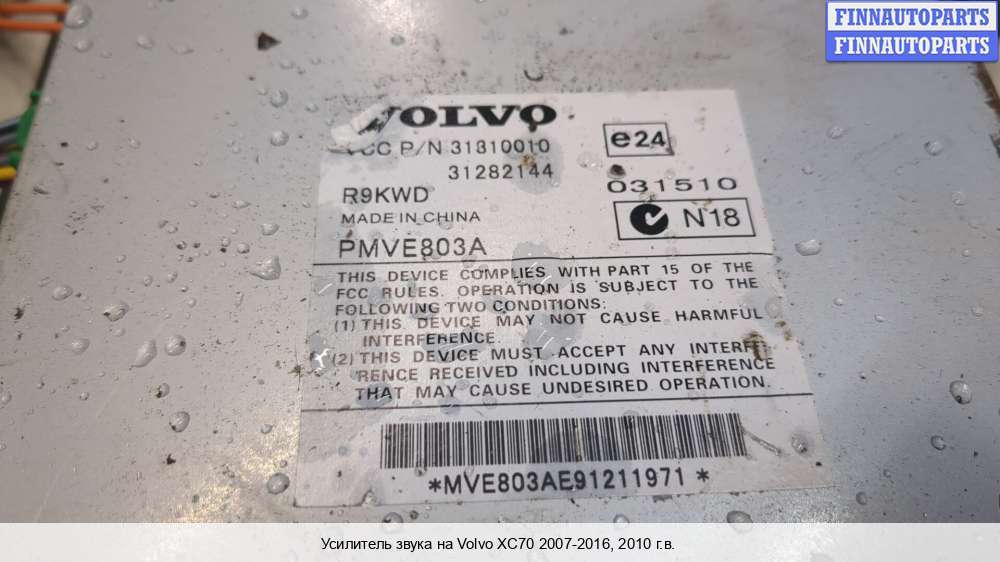 FINNAUTOPARTS
FINNAUTOPARTS
VOLVO
VCC P/N 31310010
31282144
e24
031510
R9KWD
MADE IN CHINA
N18
PMVE803A
THIS DEVICE COMPLIES WITH PART 15 OF THE
FCC RULES. OPERATION IS SUBJECT TO THE
FOLLOWING TWO CONDITIONS:
(1) THIS DEVICE MAY NOT CAUSE HARMFUL
INTERFERENCE.
(2) THIS DEVICE MUST ACCEPT ANY INTERFE-
RENCE RECEIVED INCLUDING INTERFERENCE
THAT MAY CAUSE UNDESIRED OPERATION.
*MVE803AE91211971*
Усилитель звука на Volvo XC70 2007-2016, 2010 г.в.